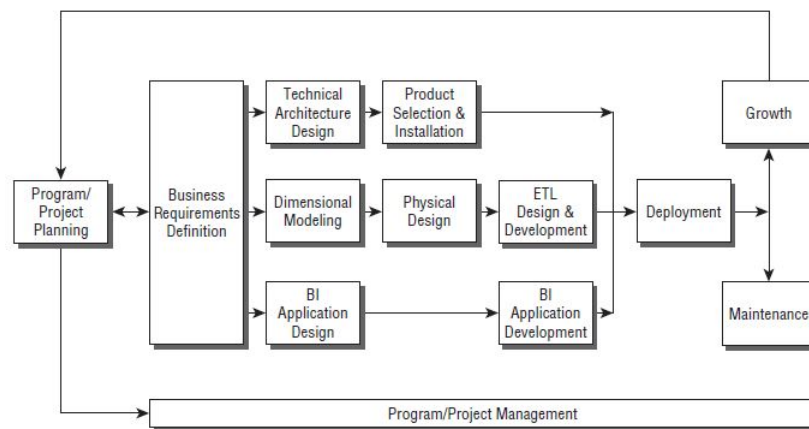 Technical
Architecture
Design
Product
Selection &
Installation
Growth
Program/
Project
Planning
Business
Requirements
Definition
Dimensional
Modeling
Physical
Design
ETL
Design &
Development
Deployment
BI
Application
Design
BI
Application
Development
Maintenance
Program/Project Management